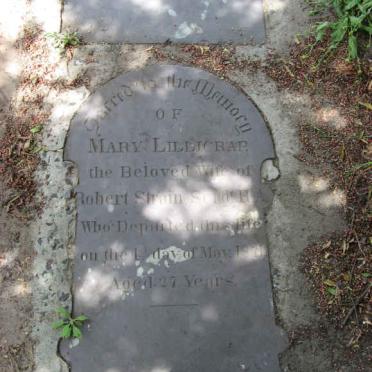 Sacred to the Memory
OF
MARY LILLICRAP,
the Beloved Wife of
Robert
Who Departed this life
on the day of May
Aged 27 Years